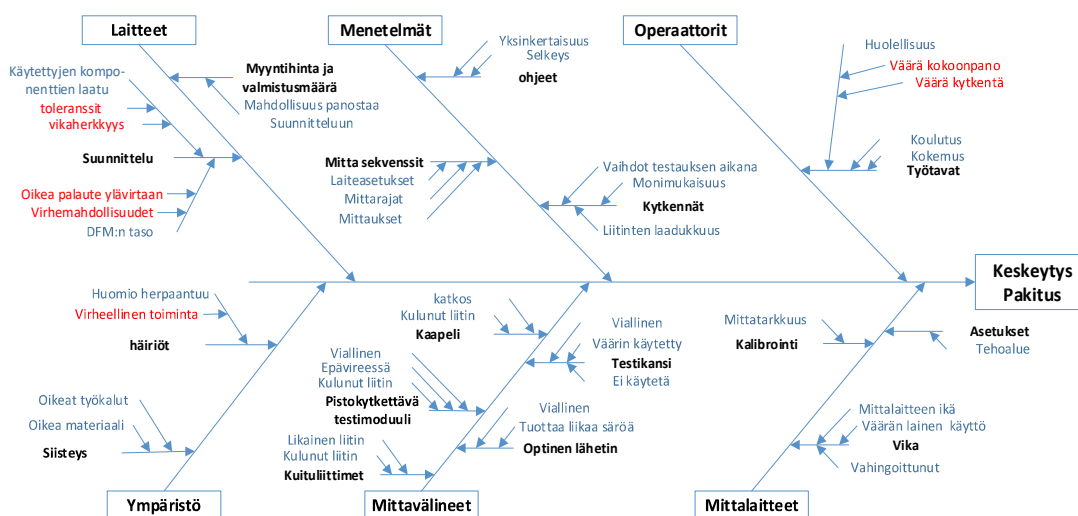 Laitteet
Menetelmät
Operaattorit
Käytettyjen kompo-
nenttien laatu
toleranssit
vikaherkkyys
Suunnittelu
Oikea palaute ylävirtaan
Virhemahdollisuudet
DFM:n taso
Myyntihinta ja
valmistusmäärä
Mahdollisuus panostaa
Suunnitteluun
Yksinkertaisuus
Selkeys
ohjeet
Mitta sekvenssit
Laiteasetukset
Mittarajat
Mittaukset
Vaihdot testauksen aikana
Monimukaisuus
Kytkennät
Liitinten laadukkuus
Huolellisuus
Väärä kokoonpano
Väärä kytkentä
Koulutus
Kokemus
Työtavat
Keskeytys
Pakitus
Huomio herpaantuu
Virheellinen toiminta
häiriöt
Oikeat työkalut
Oikea materiaali
Siisteys
katkos
Kulunut liitin
Kaapeli
Viallinen
Väärin käytetty
Testikansi
Ei käytetä
Viallinen
Epävireessä
Kulunut liitin
Pistokytkettävä
testimoduuli
Viallinen
Tuottaa liikaa säröä
Optinen lähetin
Likainen liitin
Kulunut liitin
Kuituliittimet
Mittatarkkuus
Kalibrointi
Asetukset
Tehoalue
Mittalaitteen ikä
Väärän lainen käyttö
Vika
Vahingoittunut
Ympäristö
Mittavälineet
Mittalaitteet